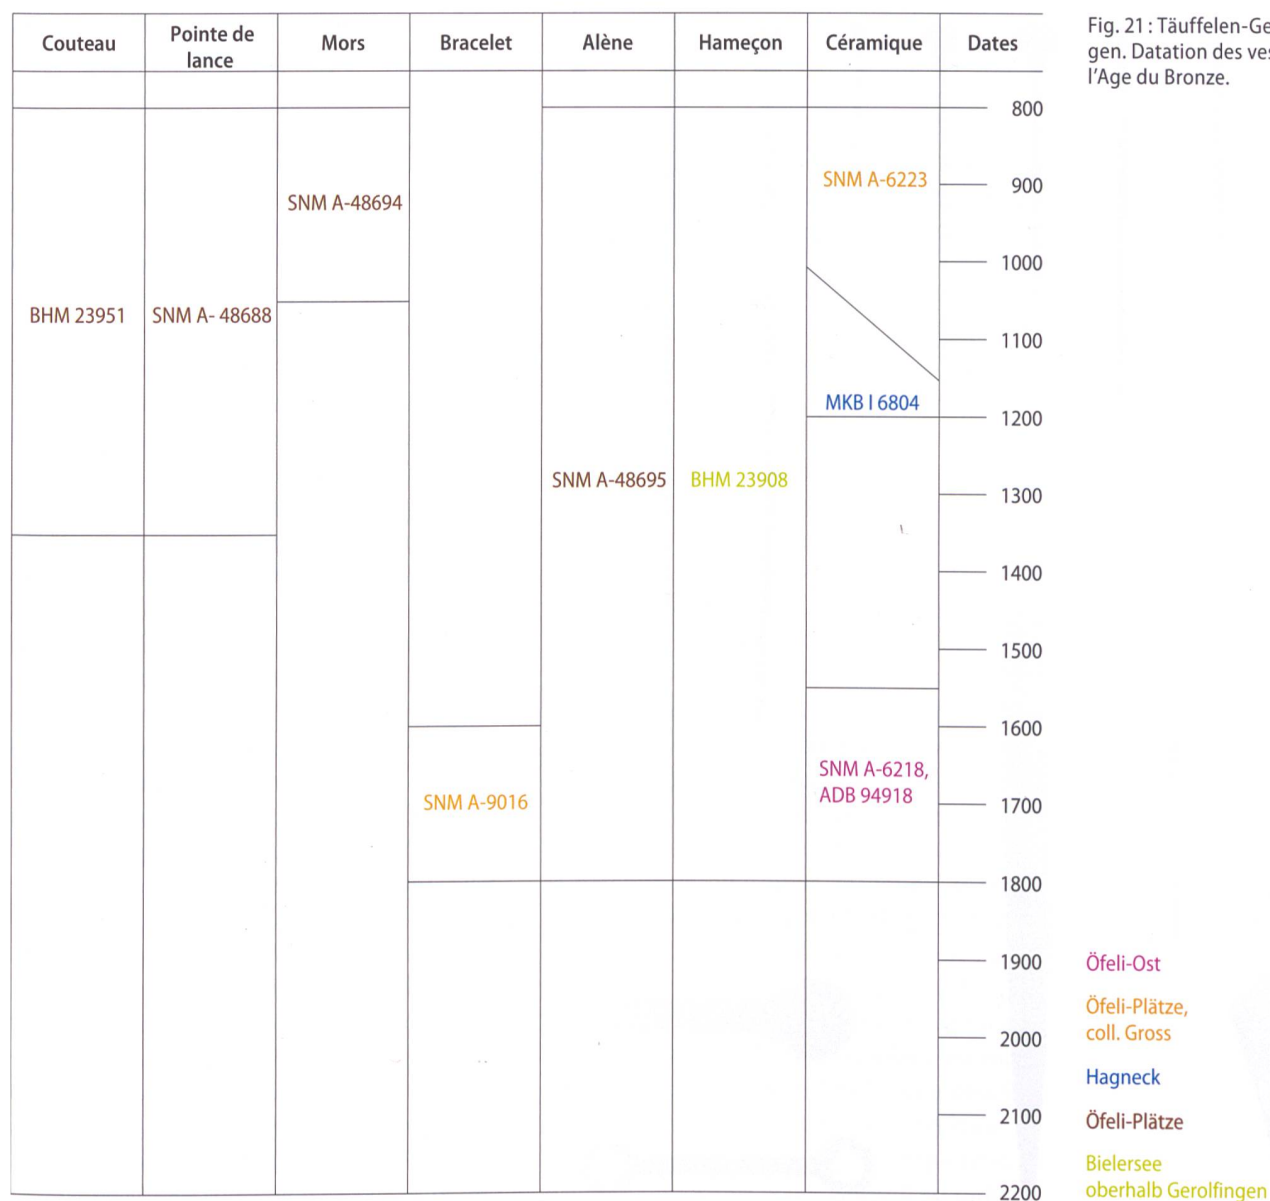 Couteau
Pointe de
lance
Mors
Bracelet
Alène
Hameçon
Céramique
Dates
Fig. 21 : Täuffelen-Ge
gen. Datation des ves
l'Age du Bronze.
800
SNM A-6223
900
SNM A-48694
1000
BHM 23951
SNM A- 48688
1100
MKB I 6804
1200
SNM A-48695
BHM 23908
1300
1400
1500
1600
SNM A-9016
SNM A-6218,
ADB 94918
1700
1800
1900
2000
2100
2200
Öfeli-Ost
Öfeli-Plätze,
coll. Gross
Hagneck
Öfeli-Plätze
Bielersee
oberhalb Gerolfingen